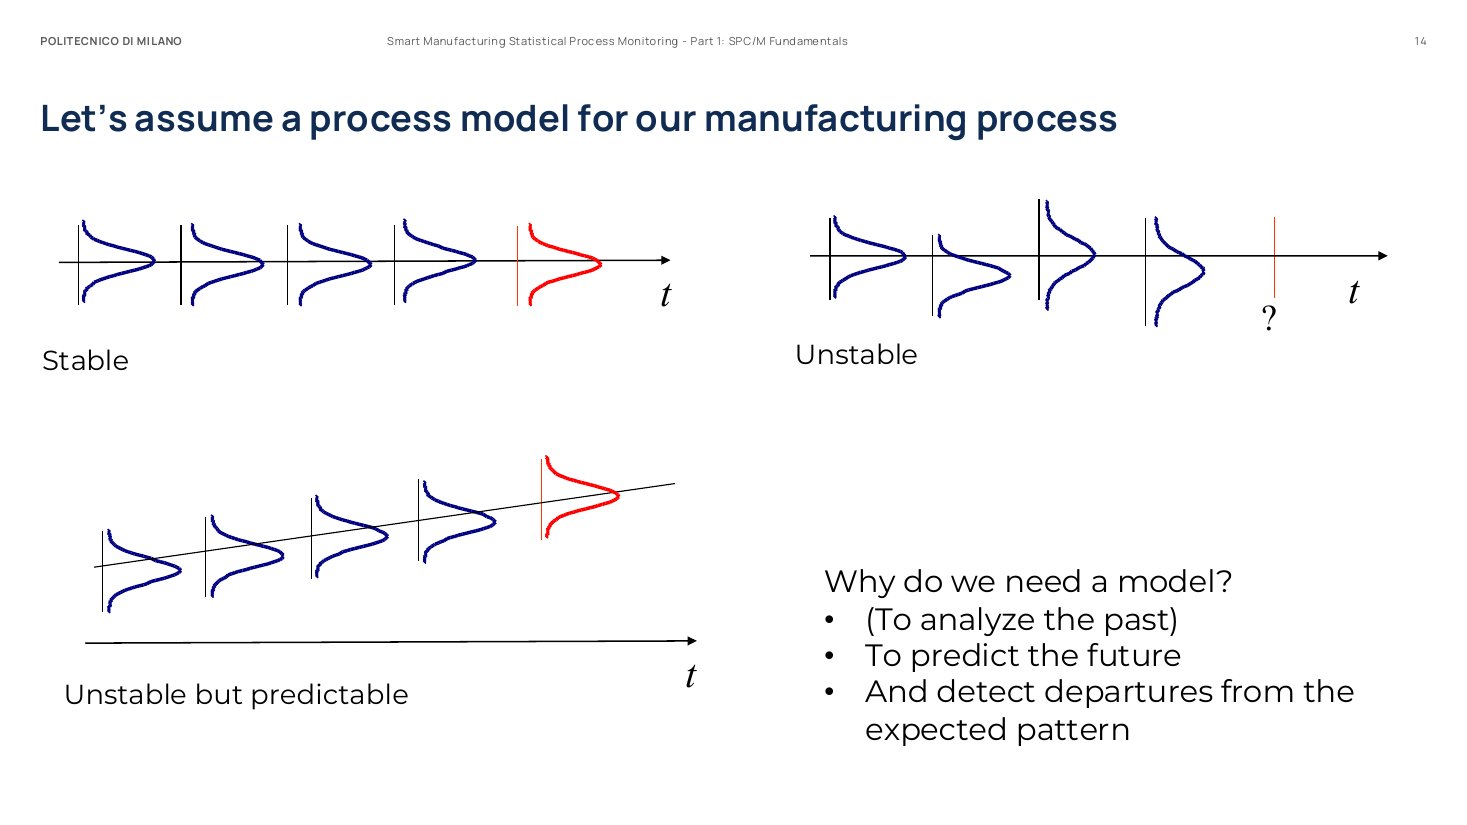 POLITECNICO DI MILANO
Smart Manufacturing Statistical Process Monitoring - Part 1: SPC/M Fundamentals
14
Let's assume a process model for our manufacturing process
t
Stable
t
?
Unstable
t
Unstable but predictable
Why do we need a model?
• (To analyze the past)
• To predict the future
• And detect departures from the
expected pattern